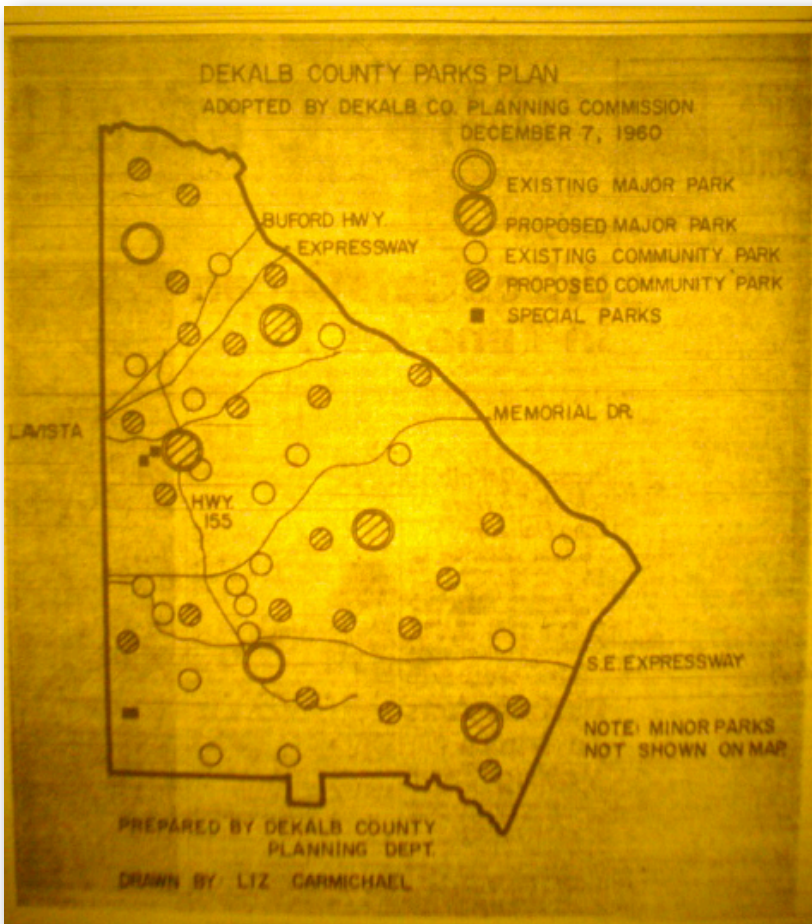 DEKALB COUNTY PARKS PLAN
ADOPTED BY DEKALB CO. PLANNING COMMISSION
DECEMBER 7, 1960
EXISTING MAJOR PARK
PROPOSED MAJOR PARK
EXISTING COMMUNITY PARK
PROPOSED COMMUNITY PARK
SPECIAL PARKS
BUFORD HWY.
EXPRESSWAY
MEMORIAL DR.
LAVISTA
HWY.
155
S.E. EXPRESSWAY
NOTE: MINOR PARKS
NOT SHOWN ON MAP.
PREPARED BY DEKALB COUNTY
PLANNING DEPT.
DRAWN BY: LIZ CARMICHAEL